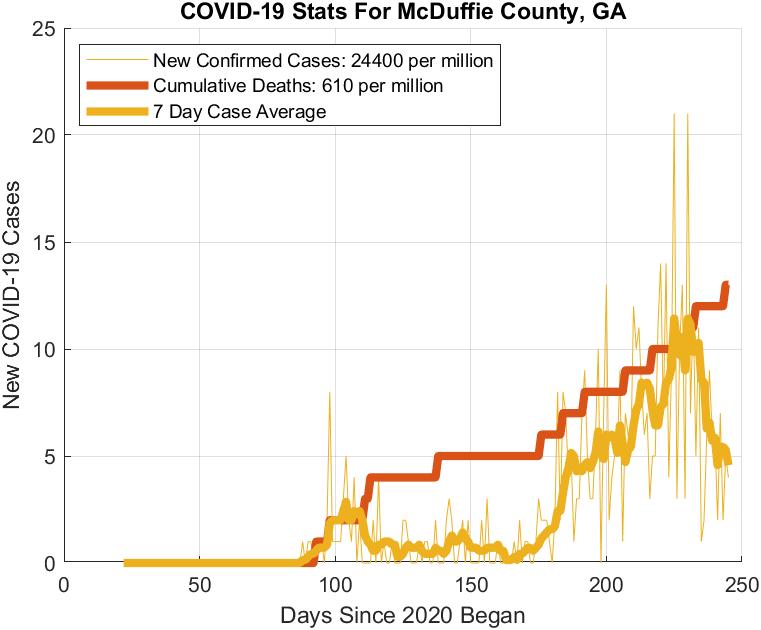 COVID-19 Stats For McDuffie County, GA
25
New Confirmed Cases: 24400 per million
Cumulative Deaths: 610 per million
7 Day Case Average
20
15
10
5
0
New COVID-19 Cases
0 50 100 150 200 250
Days Since 2020 Began